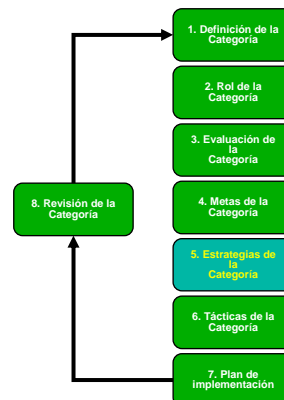 1. Definición de la
Categoría
2. Rol de la
Categoría
3. Evaluación de
la
Categoría
8. Revisión de la
Categoría
4. Metas de la
Categoría
5. Estrategias de
la
Categoría
6. Tácticas de la
Categoría
7. Plan de
implementación